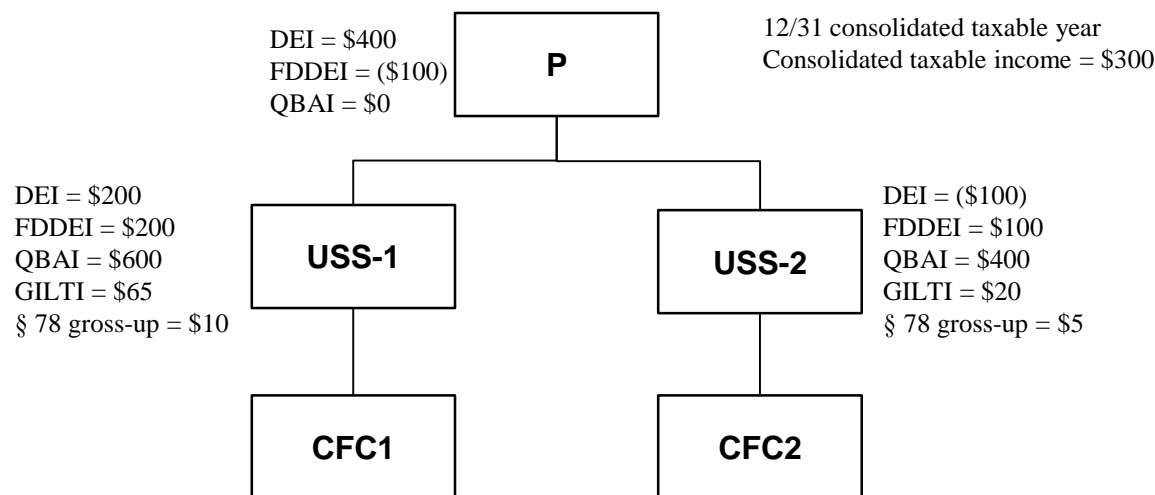 DEI = $400
FDDEI = ($100)
QBAI = $0
P
12/31 consolidated taxable year
Consolidated taxable income = $300
DEI = $200
FDDEI = $200
QBAI = $600
GILTI = $65
§ 78 gross-up = $10
USS-1
USS-2
DEI = ($100)
FDDEI = $100
QBAI = $400
GILTI = $20
§ 78 gross-up = $5
CFC1
CFC2